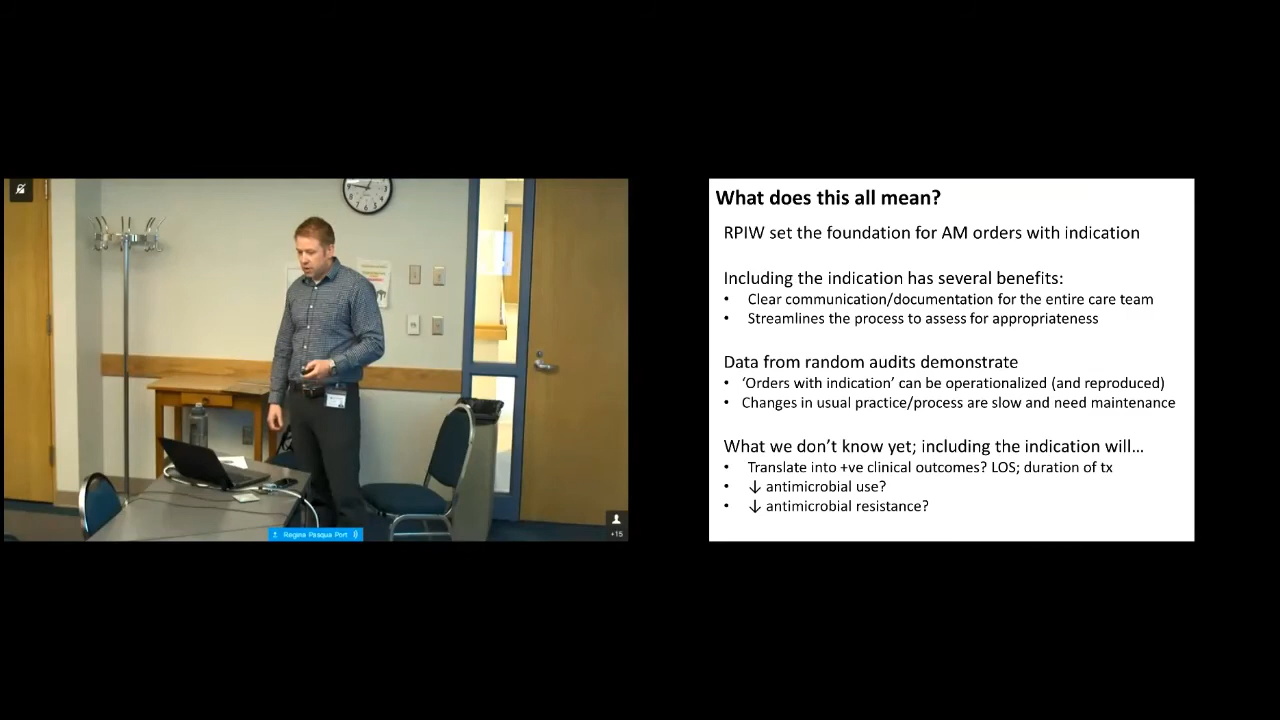 Regina Pasqua Port
+15
What does this all mean?
RPIW set the foundation for AM orders with indication
Including the indication has several benefits:
• Clear communication/documentation for the entire care team
• Streamlines the process to assess for appropriateness
Data from random audits demonstrate
• ‘Orders with indication’ can be operationalized (and reproduced)
• Changes in usual practice/process are slow and need maintenance
What we don’t know yet; including the indication will…
• Translate into +ve clinical outcomes? LOS; duration of tx
• ↓ antimicrobial use?
• ↓ antimicrobial resistance?